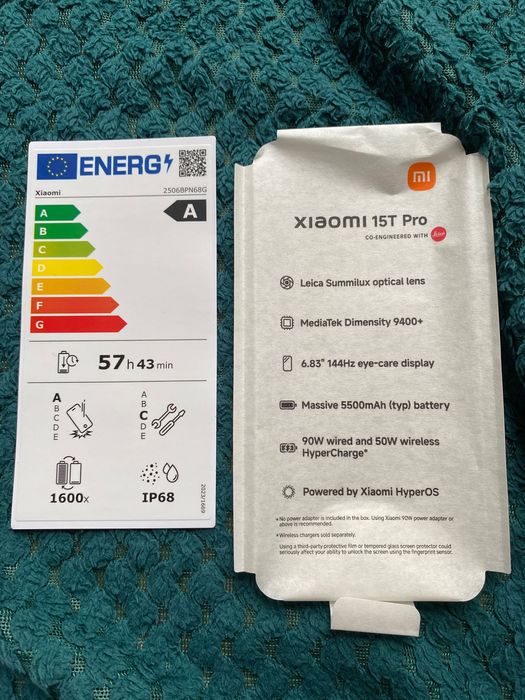 ENERG
Xiaomi
2506BPN68G
A
A
B
C
D
E
F
G
57 h 43 min
A
B
C
D
E
A
B
C
D
E
1600x
IP68
2023/1669
mi
xiaomi 15T Pro
CO-ENGINEERED WITH Leica
Leica Summilux optical lens
MediaTek Dimensity 9400+
6.83" 144Hz eye-care display
Massive 5500mAh (typ) battery
90W wired and 50W wireless
HyperCharge*
Powered by Xiaomi HyperOS
*No power adapter is included in the box. Using Xiaomi 90W power adapter or
above is recommended.
*Wireless chargers sold separately.
Using a third-party protective film or tempered glass screen protector could
seriously affect your ability to unlock the screen using the fingerprint sensor.